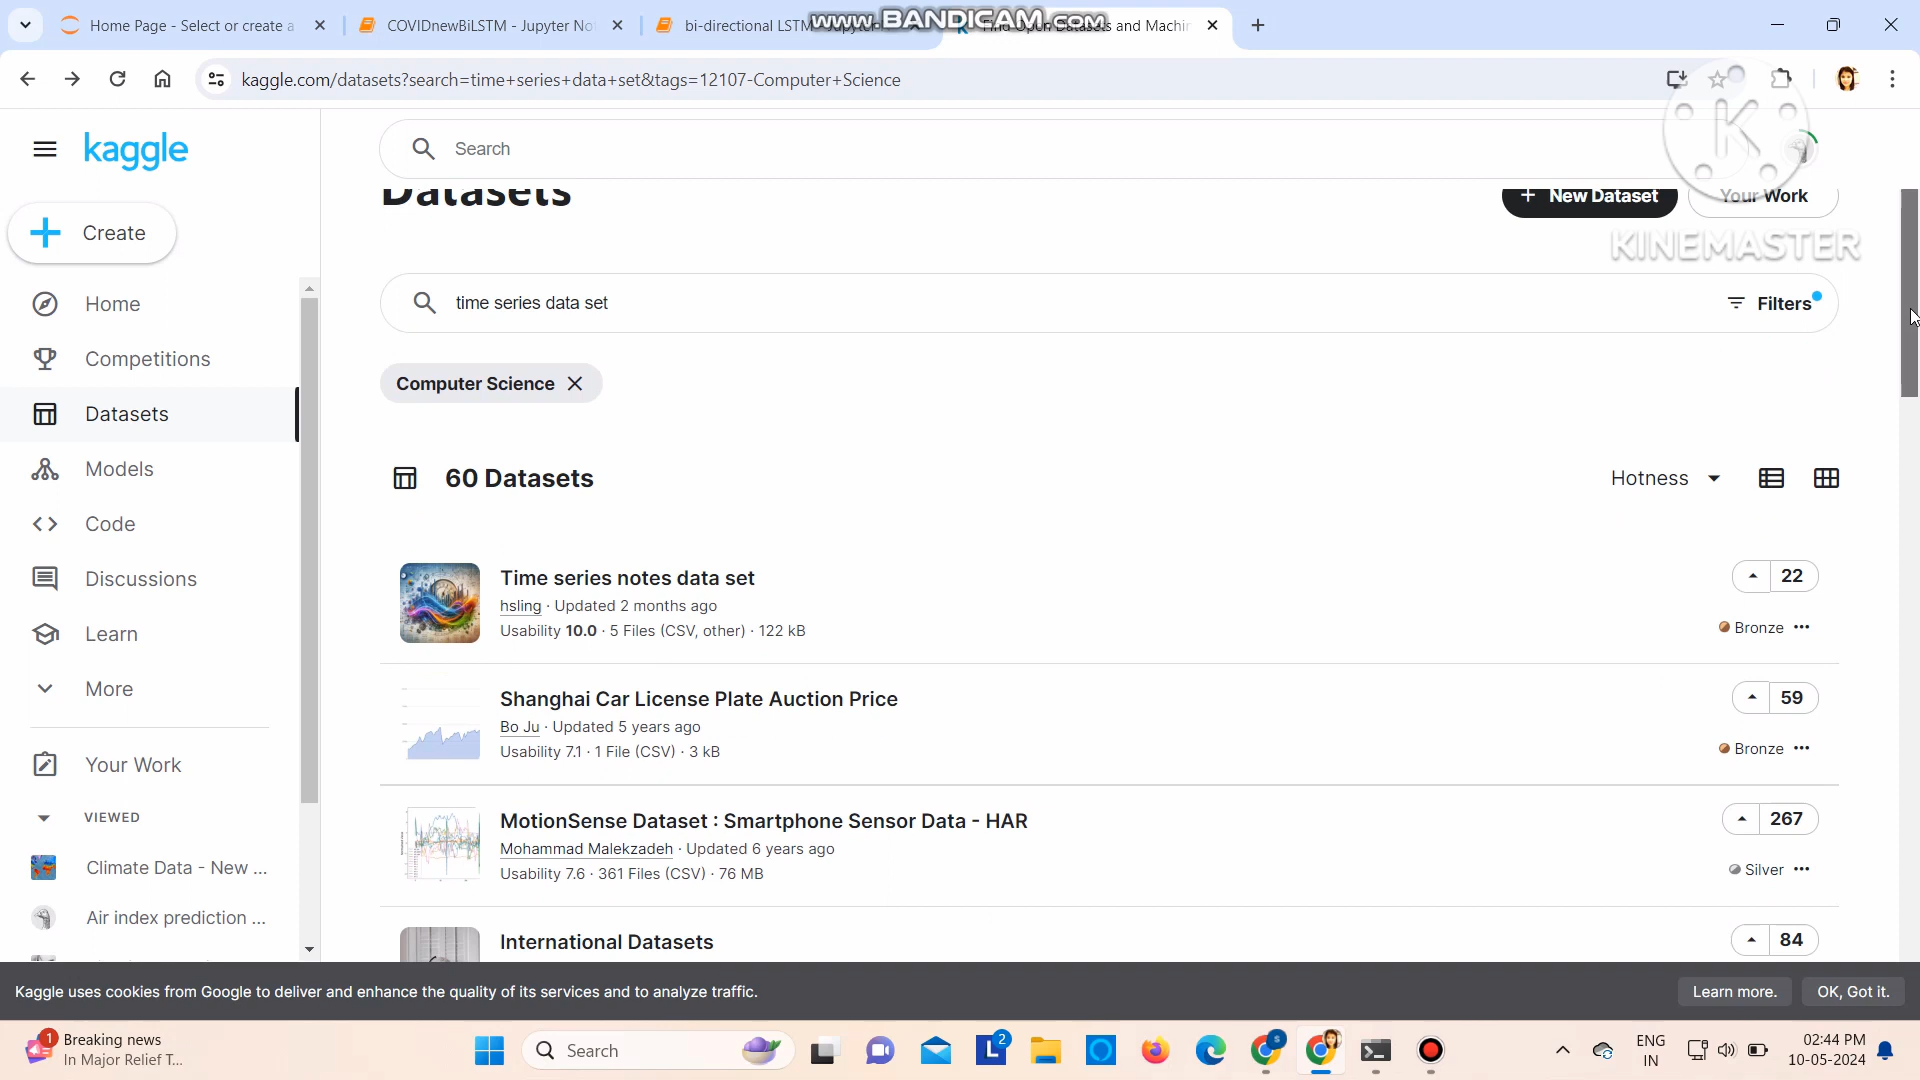 Home Page - Select or create a
COVIDnewBiLSTM - Jupyter No
bi-directional LSTM - Jupyter
Find Open Datasets and Machin
www.BANDICAM.com
kaggle.com/datasets?search=time+series+data+set&tags=12107-Computer+Science
kaggle
Search
K
KINEMASTER
Datasets
+ New Dataset
Your Work
Create
Home
Competitions
Datasets
Models
Code
Discussions
Learn
More
Your Work
VIEWED
Climate Data - New ...
Air index prediction ...
time series data set
Filters
Computer Science
60 Datasets
Hotness
Time series notes data set
hsling · Updated 2 months ago
Usability 10.0 · 5 Files (CSV, other) · 122 kB
22
Bronze ...
Shanghai Car License Plate Auction Price
Bo Ju · Updated 5 years ago
Usability 7.1 · 1 File (CSV) · 3 kB
59
Bronze ...
MotionSense Dataset : Smartphone Sensor Data - HAR
Mohammad Malekzadeh · Updated 6 years ago
Usability 7.6 · 361 Files (CSV) · 76 MB
267
Silver ...
International Datasets
84
Kaggle uses cookies from Google to deliver and enhance the quality of its services and to analyze traffic.
Learn more.
OK, Got it.
1
Breaking news
In Major Relief T...
Search
L
2
S
ENG
IN
02:44 PM
10-05-2024